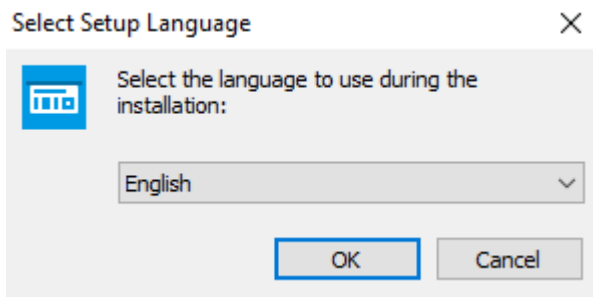 Select Setup Language
Select the language to use during the
installation:
English
OK
Cancel